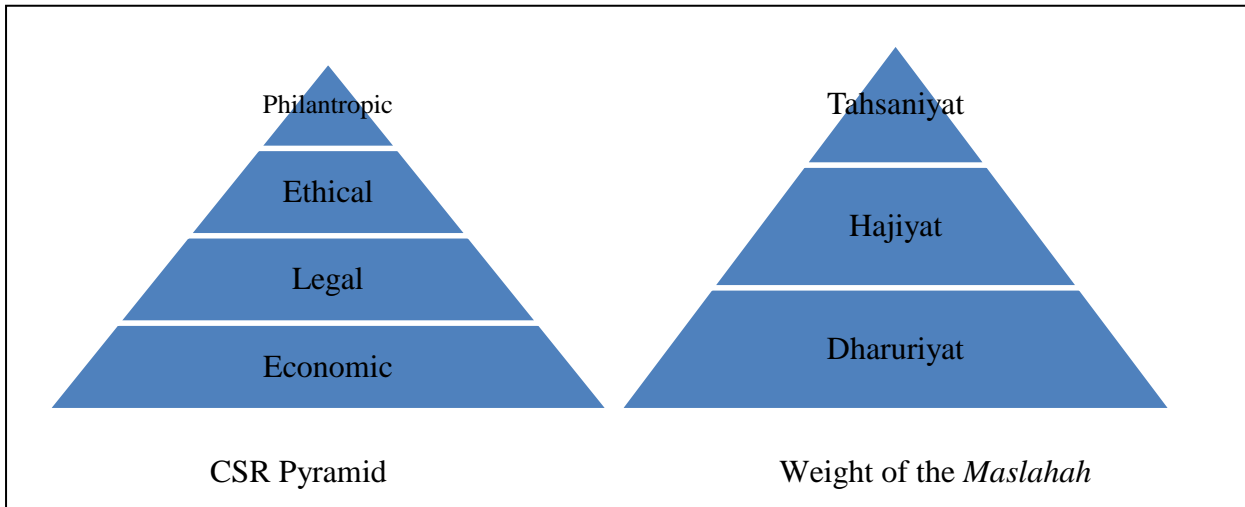 Philantropic
Ethical
Legal
Economic
CSR Pyramid
Tahsaniyat
Hajiyat
Dharuriyat
Weight of the Maslahah